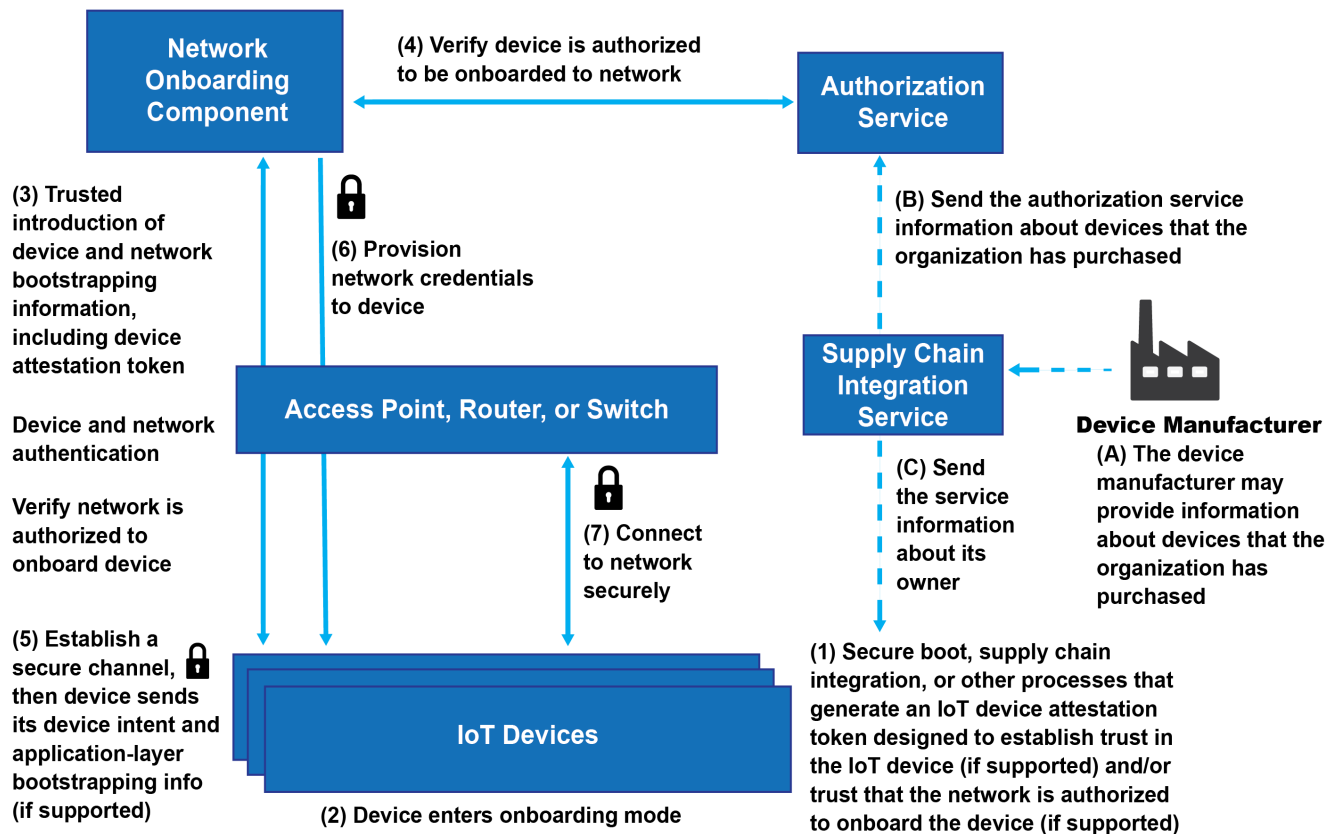 Network
Onboarding
Component
(4) Verify device is authorized
to be onboarded to network
Authorization
Service
(3) Trusted
introduction of
device and network
bootstrapping
information,
including device
attestation token
(6) Provision
network credentials
to device
(B) Send the authorization service
information about devices that the
organization has purchased
Access Point, Router, or Switch
Supply Chain
Integration
Service
Device Manufacturer
(A) The device
manufacturer may
provide information
about devices that the
organization has
purchased
Device and network
authentication
Verify network is
authorized to
onboard device
(7) Connect
to network
securely
(C) Send
the service
information
about its
owner
(5) Establish a
secure channel,
then device sends
its device intent and
application-layer
bootstrapping info
(if supported)
IoT Devices
(2) Device enters onboarding mode
(1) Secure boot, supply chain
integration, or other processes that
generate an IoT device attestation
token designed to establish trust in
the IoT device (if supported) and/or
trust that the network is authorized
to onboard the device (if supported)